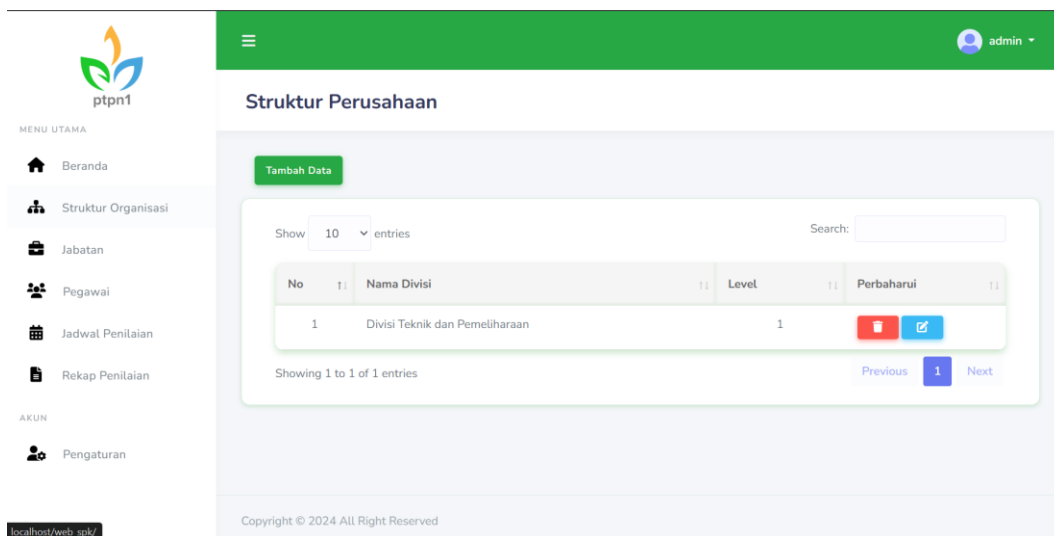 ptpn1
MENU UTAMA
Beranda
Struktur Organisasi
Jabatan
Pegawai
Jadwal Penilaian
Rekap Penilaian
AKUN
Pengaturan
localhost/web_spk/
admin
Struktur Perusahaan
Tambah Data
Show 10 entries
Search:
No Nama Divisi Level Perbaharui
1 Divisi Teknik dan Pemeliharaan 1
Showing 1 to 1 of 1 entries
Previous 1 Next
Copyright © 2024 All Right Reserved